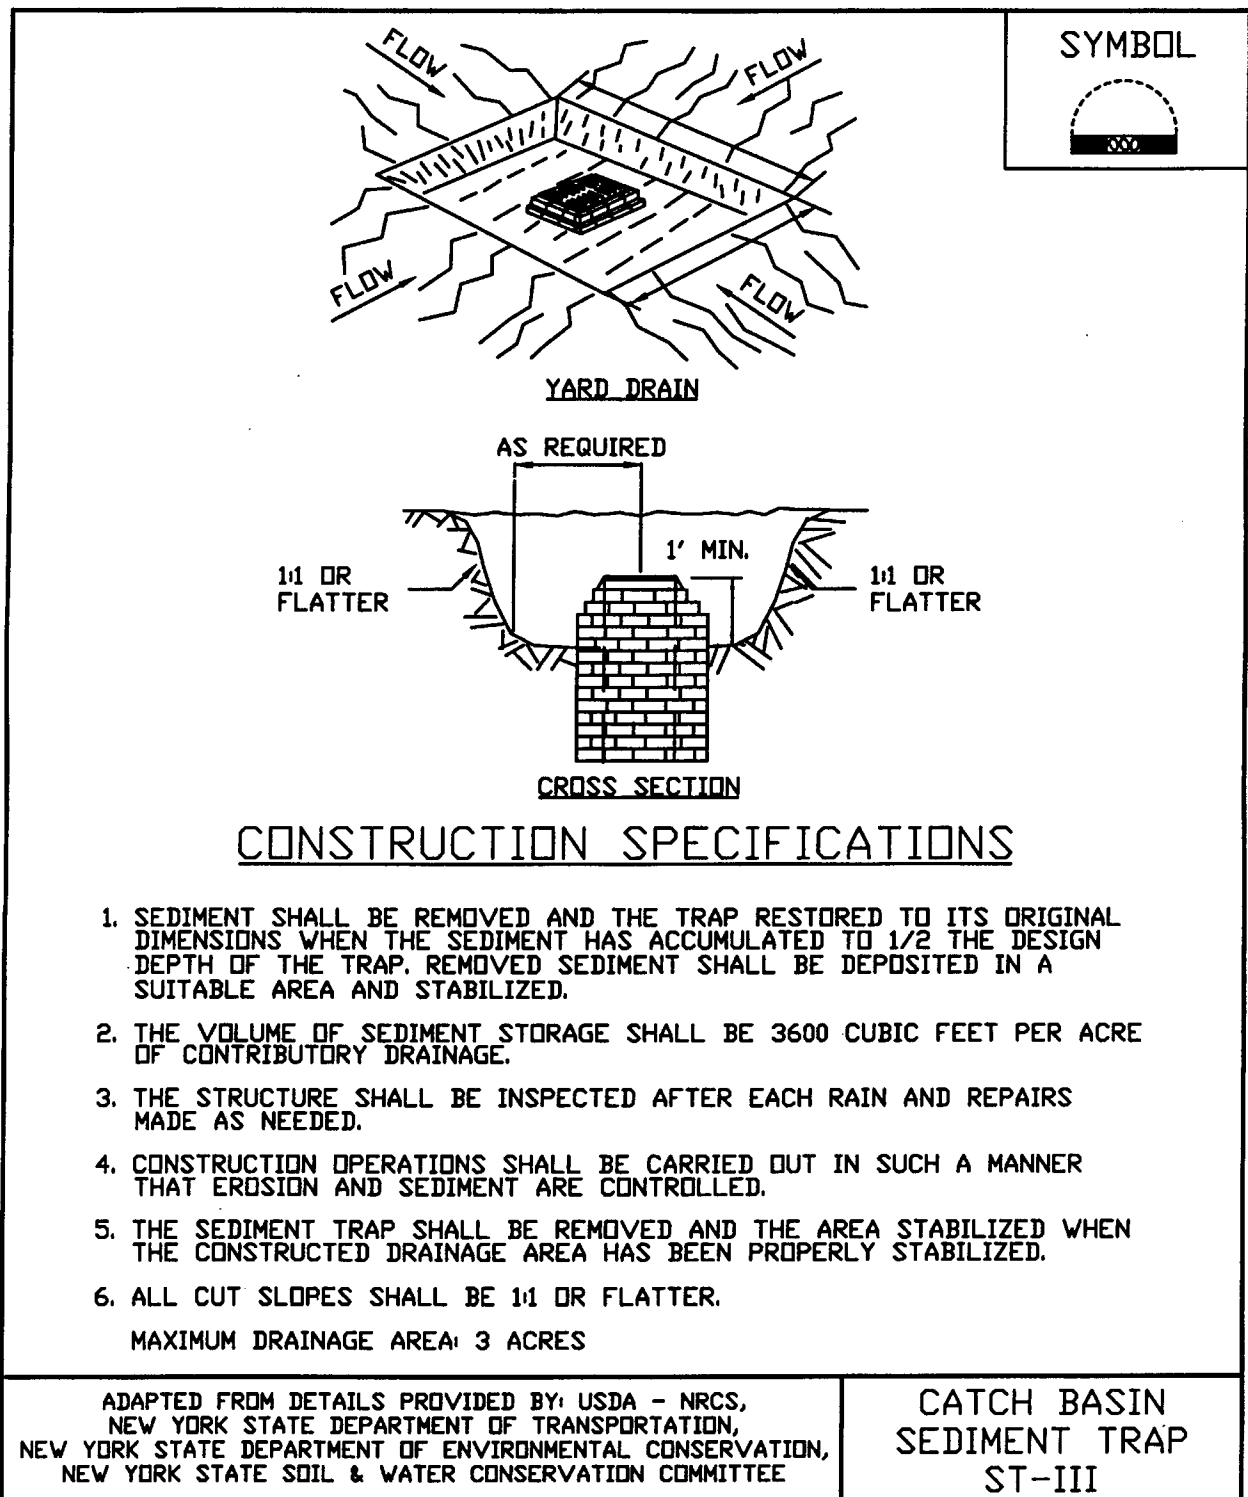 FLOW
FLOW
SYMBOL
FLOW
FLOW
YARD DRAIN
AS REQUIRED
1' MIN.
1:1 OR
FLATTER
1:1 OR
FLATTER
CROSS SECTION
CONSTRUCTION SPECIFICATIONS
1. SEDIMENT SHALL BE REMOVED AND THE TRAP RESTORED TO ITS ORIGINAL
DIMENSIONS WHEN THE SEDIMENT HAS ACCUMULATED TO 1/2 THE DESIGN
DEPTH OF THE TRAP. REMOVED SEDIMENT SHALL BE DEPOSITED IN A
SUITABLE AREA AND STABILIZED.
2. THE VOLUME OF SEDIMENT STORAGE SHALL BE 3600 CUBIC FEET PER ACRE
OF CONTRIBUTORY DRAINAGE.
3. THE STRUCTURE SHALL BE INSPECTED AFTER EACH RAIN AND REPAIRS
MADE AS NEEDED.
4. CONSTRUCTION OPERATIONS SHALL BE CARRIED OUT IN SUCH A MANNER
THAT EROSION AND SEDIMENT ARE CONTROLLED.
5. THE SEDIMENT TRAP SHALL BE REMOVED AND THE AREA STABILIZED WHEN
THE CONSTRUCTED DRAINAGE AREA HAS BEEN PROPERLY STABILIZED.
6. ALL CUT SLOPES SHALL BE 1:1 OR FLATTER.
MAXIMUM DRAINAGE AREA: 3 ACRES
ADAPTED FROM DETAILS PROVIDED BY: USDA - NRCS,
NEW YORK STATE DEPARTMENT OF TRANSPORTATION,
NEW YORK STATE DEPARTMENT OF ENVIRONMENTAL CONSERVATION,
NEW YORK STATE SOIL & WATER CONSERVATION COMMITTEE
CATCH BASIN
SEDIMENT TRAP
ST-III